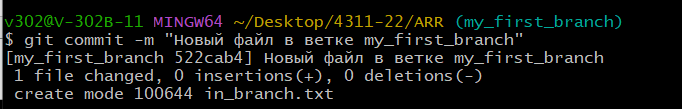 v302@V-302B-11 MINGW64 ~/Desktop/4311-22/ARR (my_first_branch)
$ git commit -m "Новый файл в ветке my_first_branch"
[my_first_branch 522cab4] Новый файл в ветке my_first_branch
 1 file changed, 0 insertions(+), 0 deletions(-)
 create mode 100644 in_branch.txt